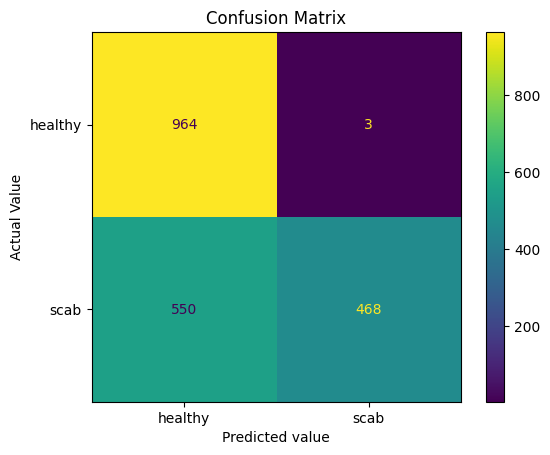 Confusion Matrix
healthy
964
3
scab
550
468
healthy
scab
Actual Value
Predicted value
800
600
400
200